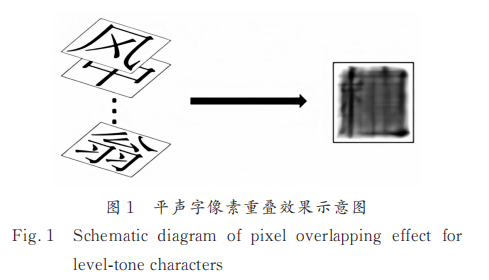 风
翁
图 1 平声字像素重叠效果示意图
Fig. 1 Schematic diagram of pixel overlapping effect for
level-tone characters